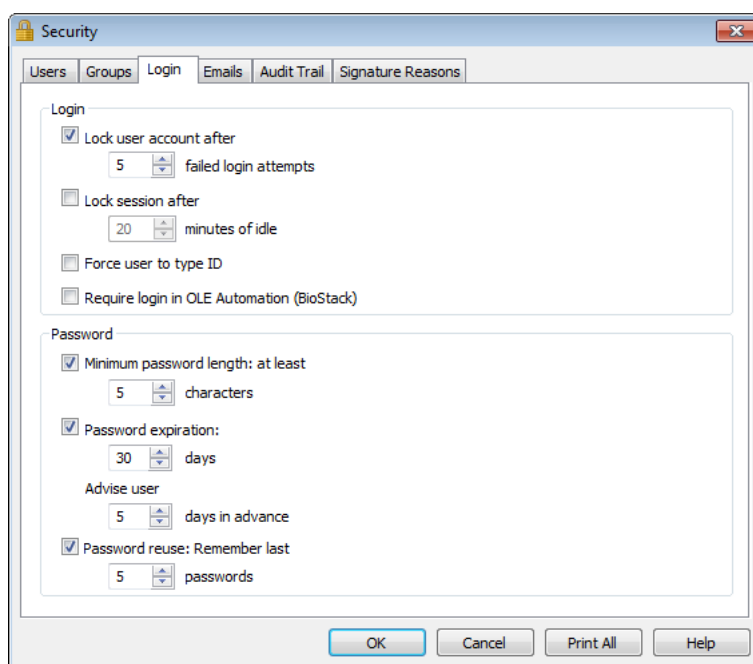 Security
Users Groups Login Emails Audit Trail Signature Reasons
Login
Lock user account after
5 failed login attempts
Lock session after
20 minutes of idle
Force user to type ID
Require login in OLE Automation (BioStack)
Password
Minimum password length: at least
5 characters
Password expiration:
30 days
Advise user
5 days in advance
Password reuse: Remember last
5 passwords
OK Cancel Print All Help